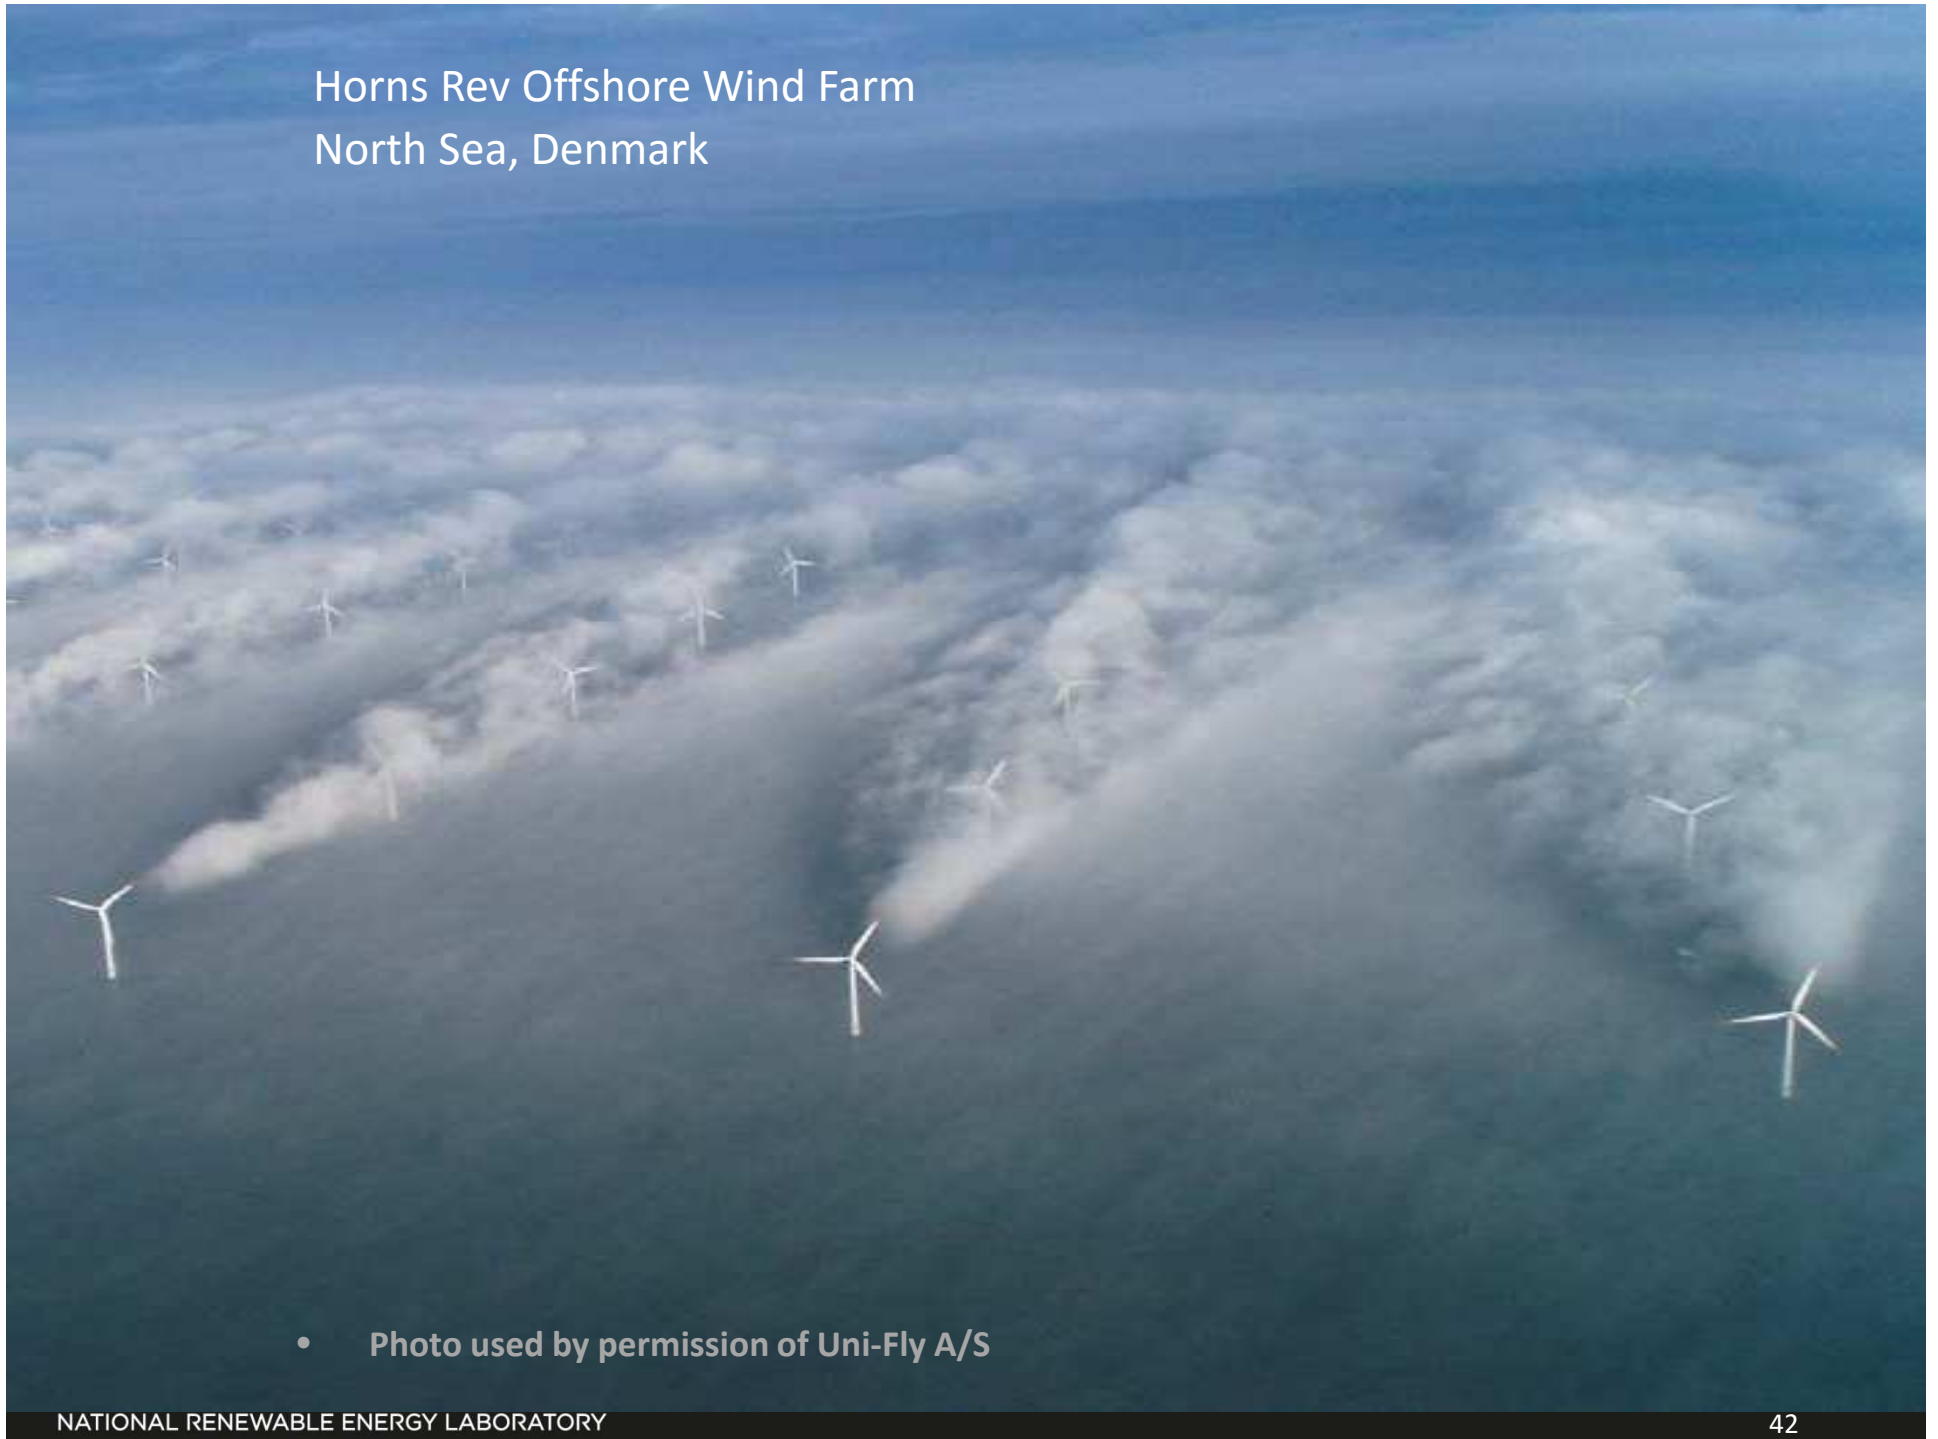 Horns Rev Offshore Wind Farm
North Sea, Denmark
• Photo used by permission of Uni-Fly A/S
NATIONAL RENEWABLE ENERGY LABORATORY
42